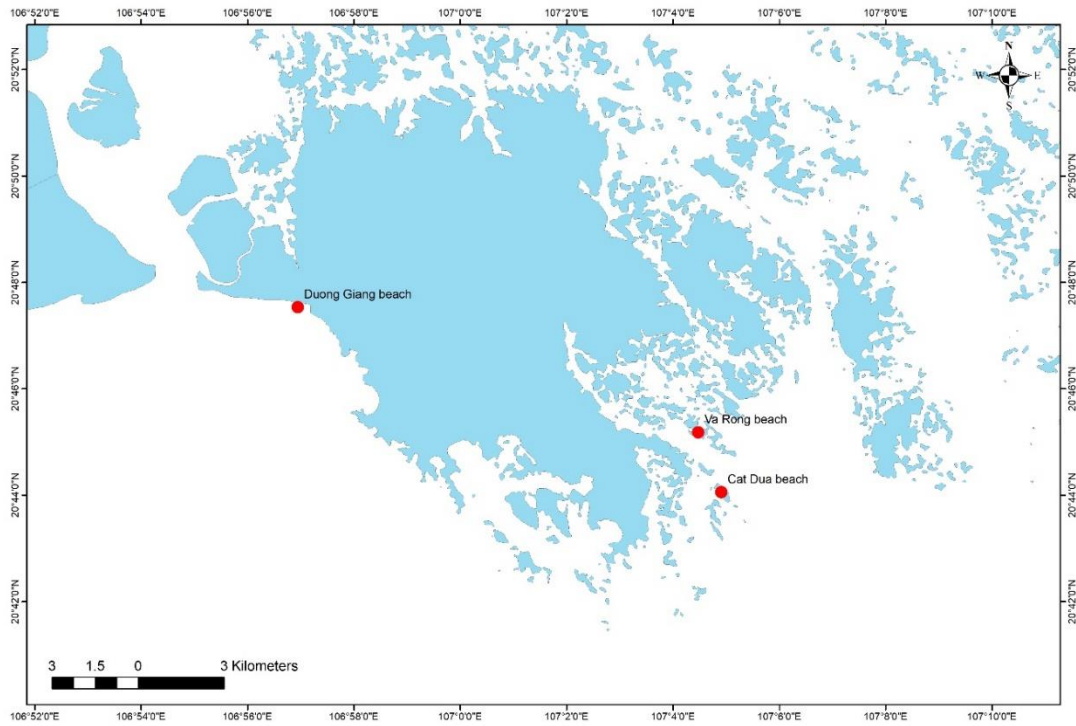 106°52'0"E 106°54'0"E 106°56'0"E 106°58'0"E 107°0'0"E 107°2'0"E 107°4'0"E 107°6'0"E 107°8'0"E 107°10'0"E
N
W E
S
20°52'0"N 20°52'0"N
20°50'0"N 20°50'0"N
20°48'0"N 20°48'0"N
Duong Giang beach
20°46'0"N 20°46'0"N
Va Rong beach
Cat Dua beach
20°44'0"N 20°44'0"N
20°42'0"N 20°42'0"N
3 1.5 0 3 Kilometers
106°52'0"E 106°54'0"E 106°56'0"E 106°58'0"E 107°0'0"E 107°2'0"E 107°4'0"E 107°6'0"E 107°8'0"E 107°10'0"E